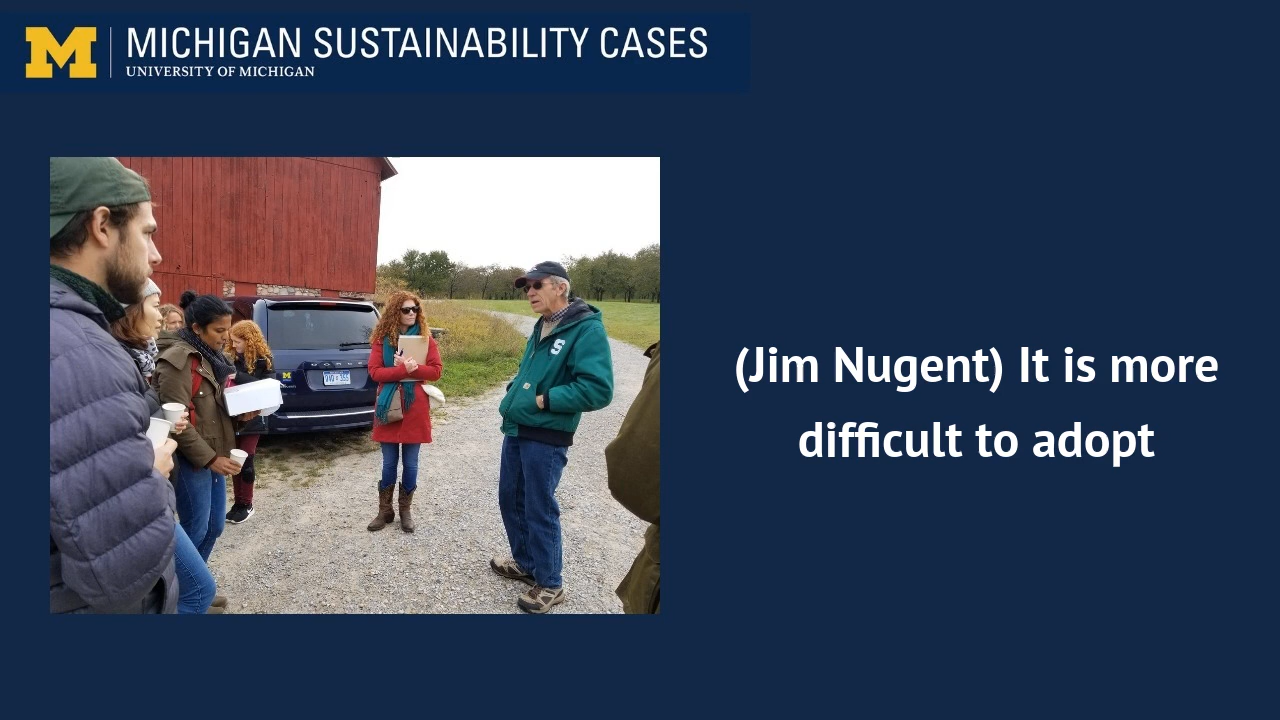 M
MICHIGAN SUSTAINABILITY CASES
UNIVERSITY OF MICHIGAN
(Jim Nugent) It is more
difficult to adopt
S
M